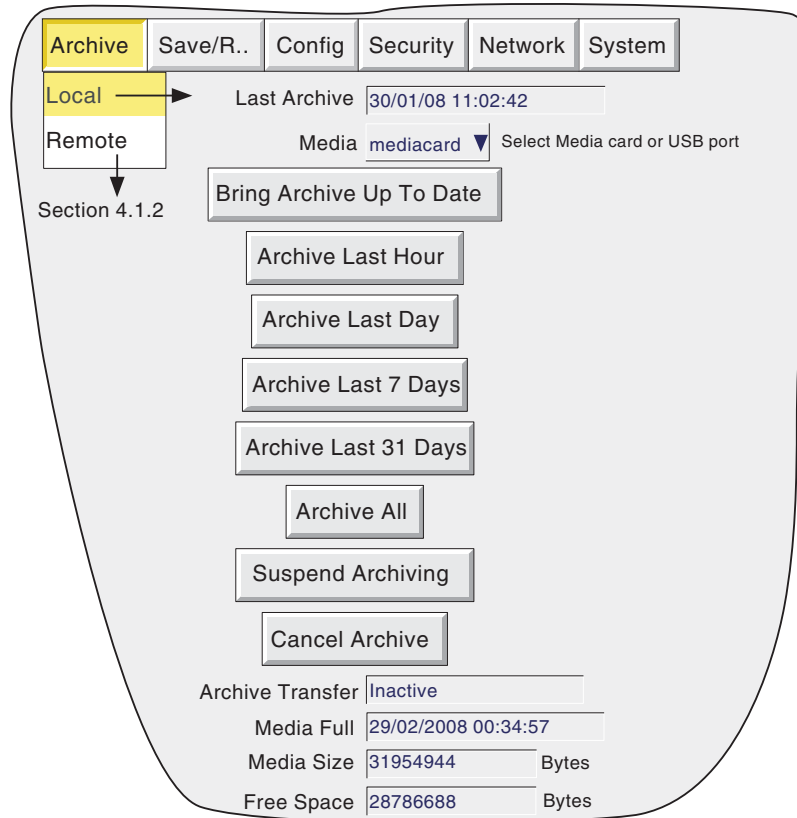 Archive Save/R.. Config Security Network System
Local Last Archive 30/01/08 11:02:42
Remote Media mediacard Select Media card or USB port
Section 4.1.2
Bring Archive Up To Date
Archive Last Hour
Archive Last Day
Archive Last 7 Days
Archive Last 31 Days
Archive All
Suspend Archiving
Cancel Archive
Archive Transfer Inactive
Media Full 29/02/2008 00:34:57
Media Size 31954944 Bytes
Free Space 28786688 Bytes